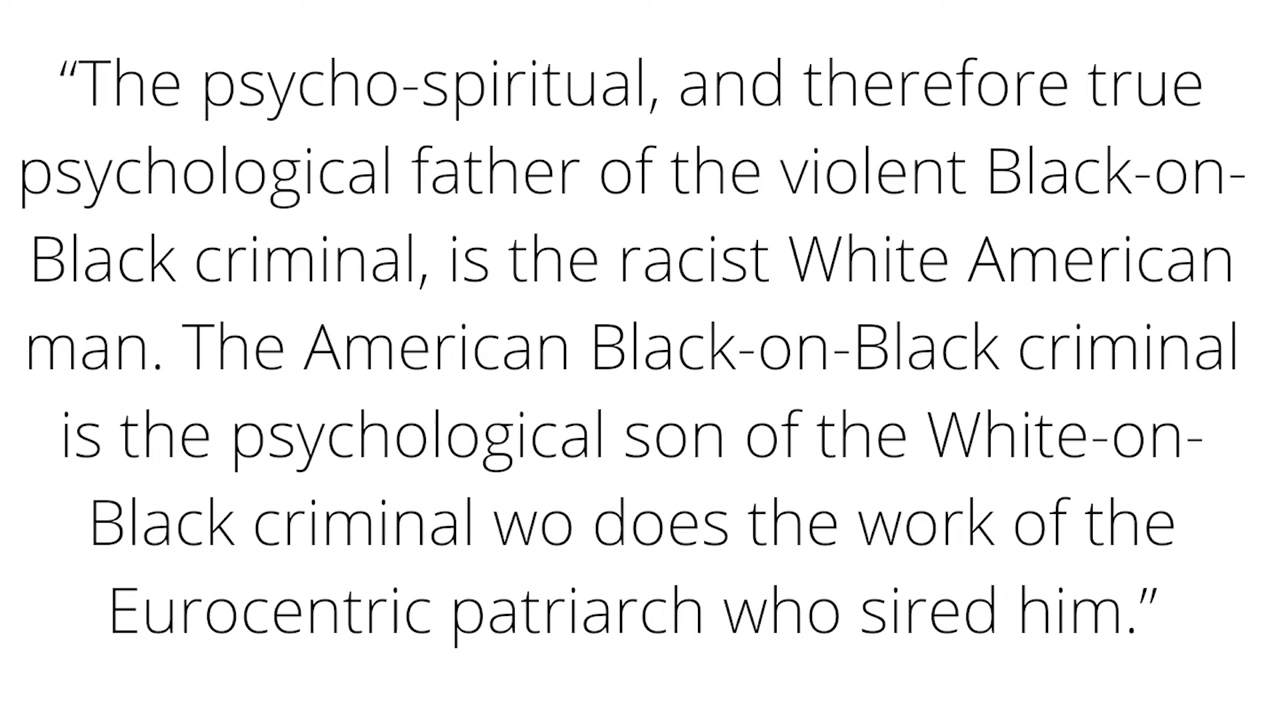 “The psycho-spiritual, and therefore true
psychological father of the violent Black-on-
Black criminal, is the racist White American
man. The American Black-on-Black criminal
is the psychological son of the White-on-
Black criminal wo does the work of the
Eurocentric patriarch who sired him.”